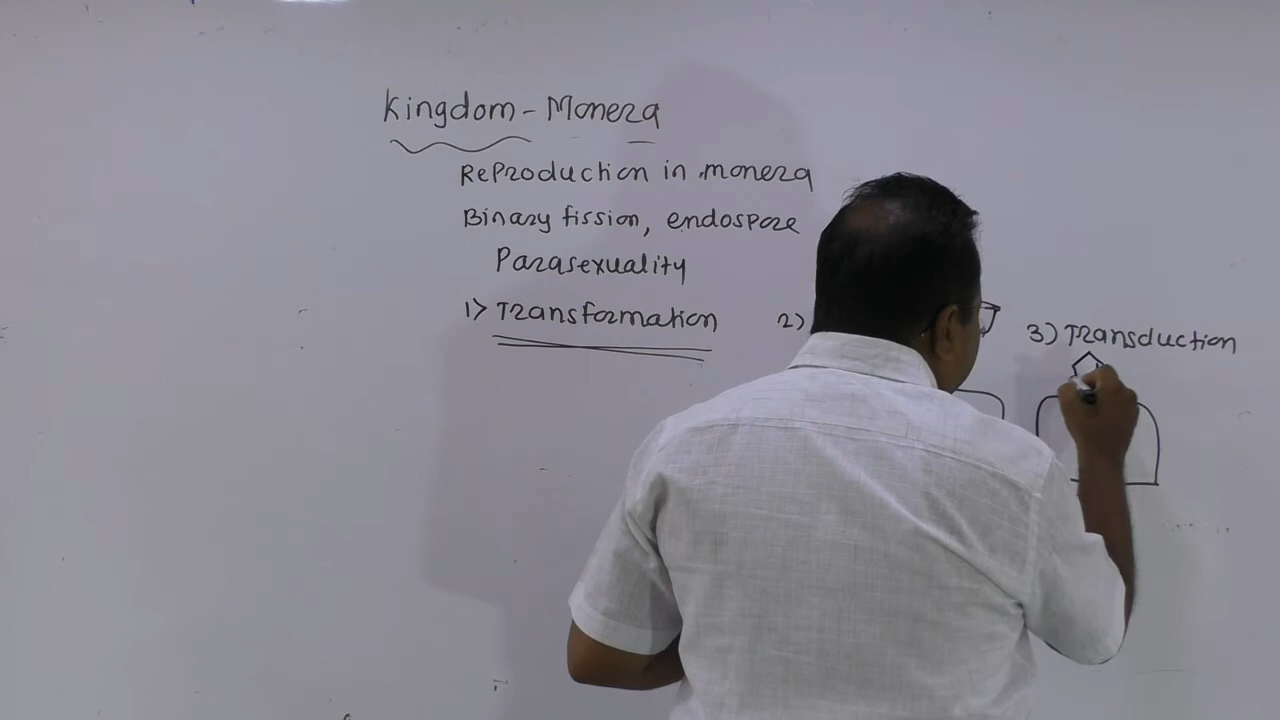 Kingdom - Monera
Reproduction in monera
Binary fission, endospore
Parasexuality
1) Transformation 2) 3) Transduction